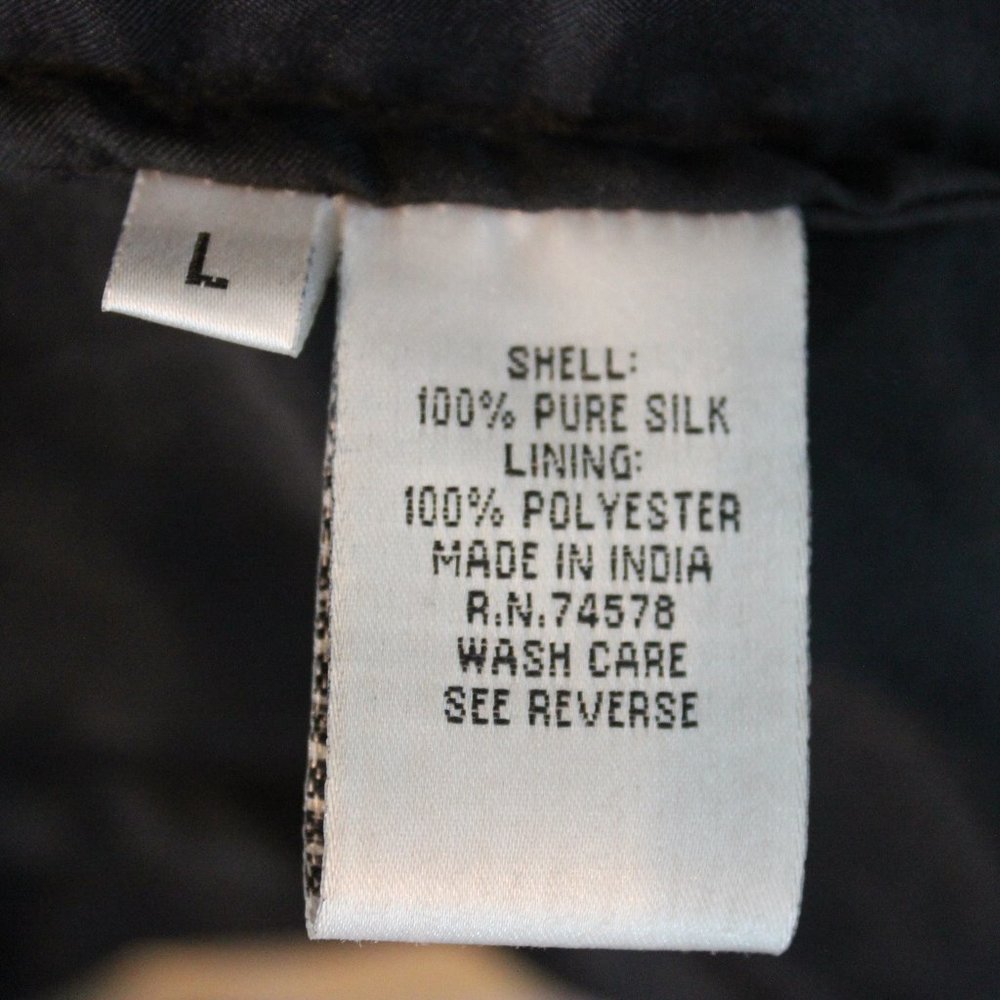 L
SHELL:
100% PURE SILK
LINING:
100% POLYESTER
MADE IN INDIA
R.N.74578
WASH CARE
SEE REVERSE